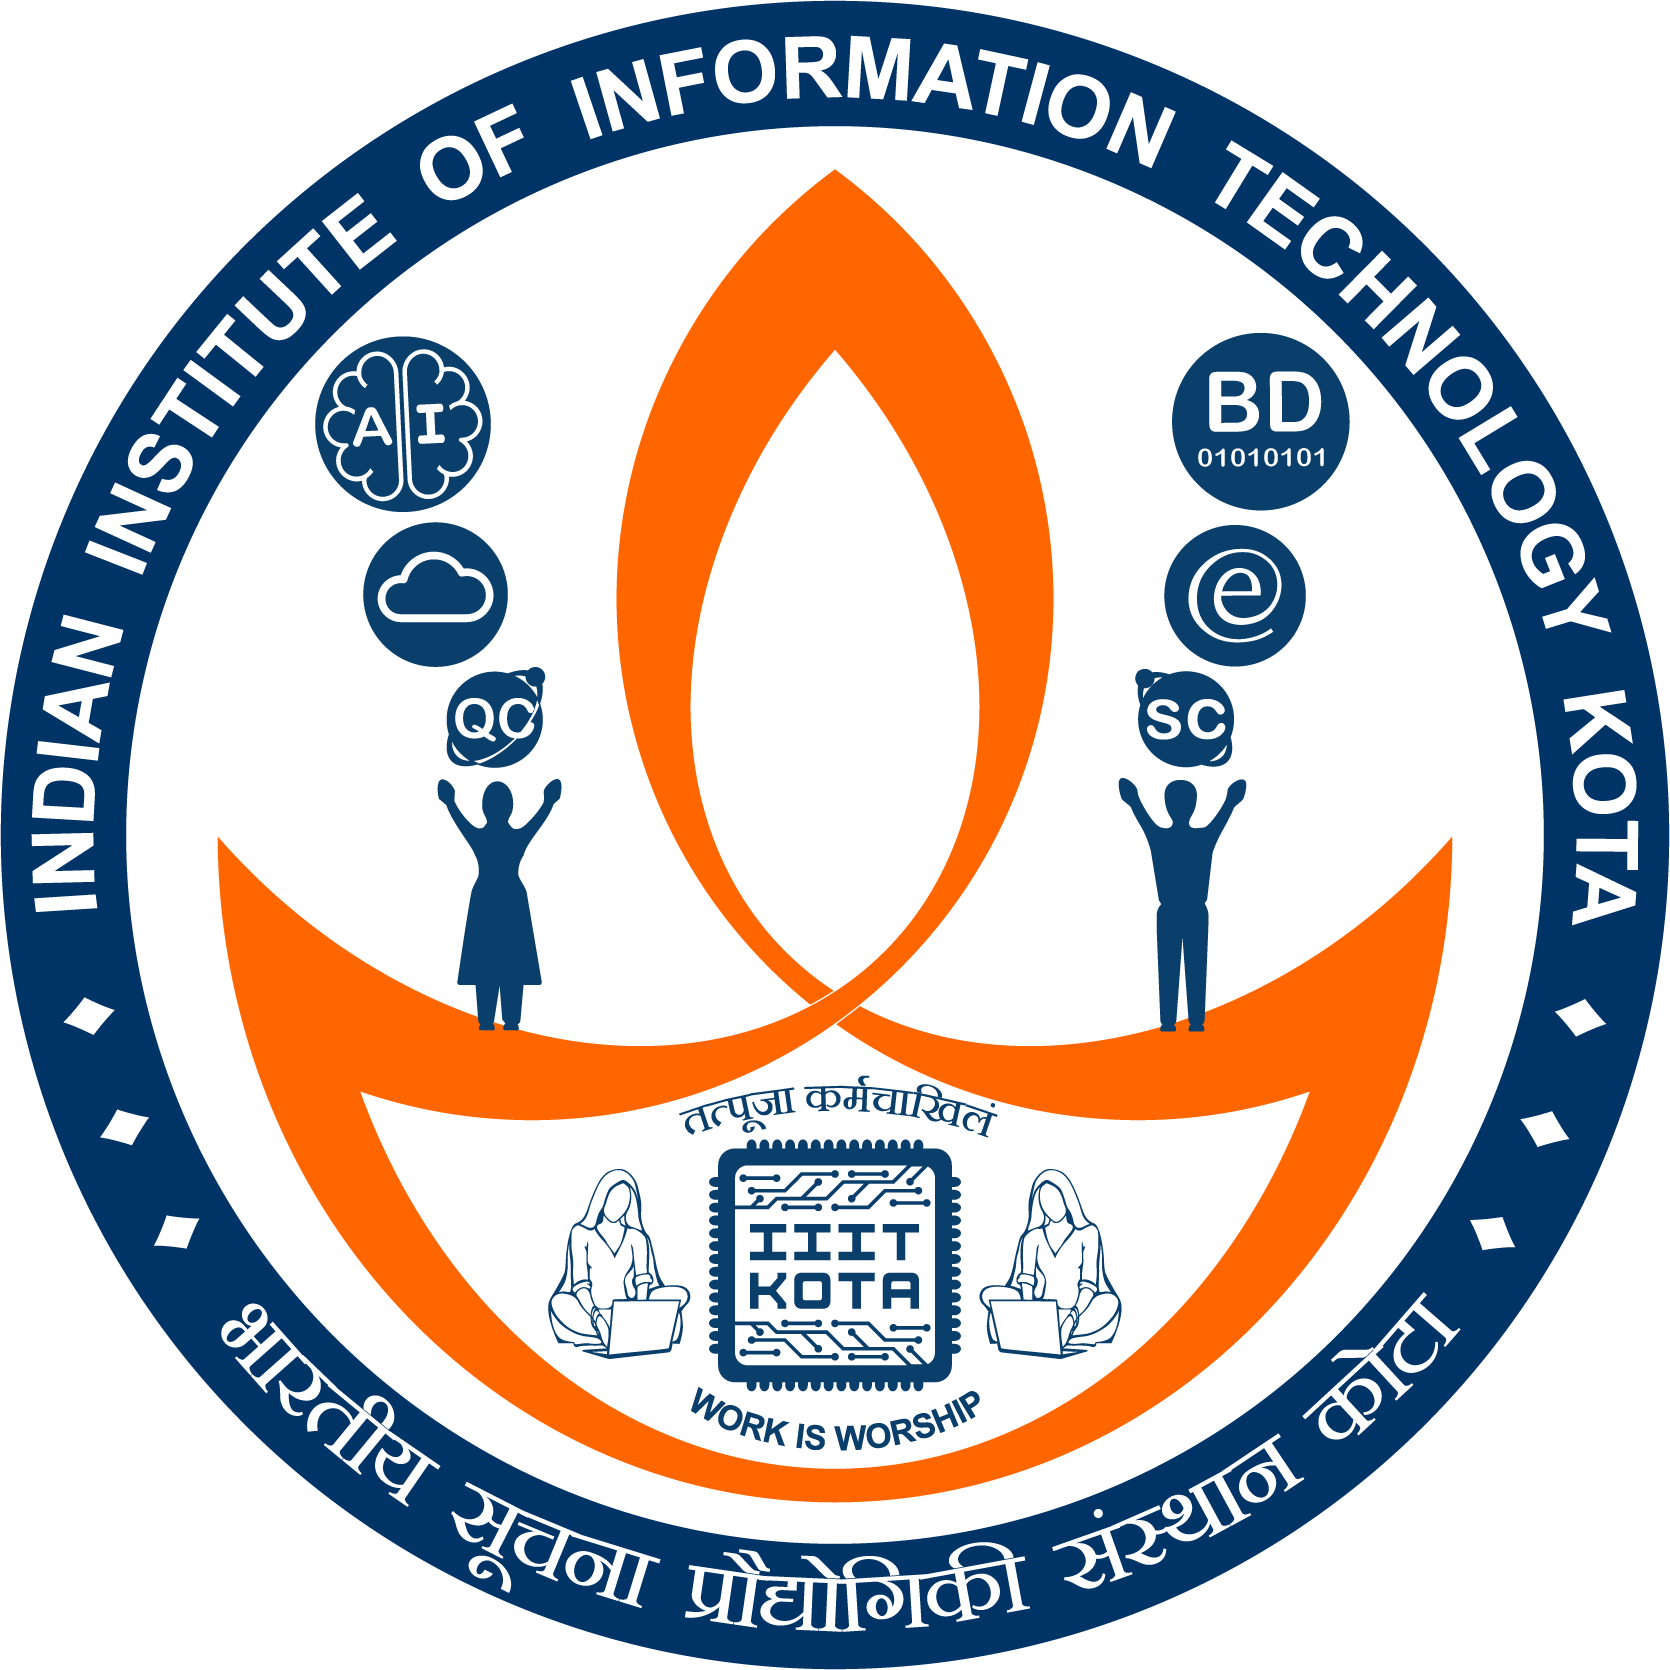 INDIAN INSTITUTE OF INFORMATION TECHNOLOGY KOTA
AI
BD
01010101
e
QC
SC
तत्पूजा कर्मचाखिलं
IIIT
KOTA
WORK IS WORSHIP
भारतीय सूचना प्रौद्योगिकी संस्थान कोटा